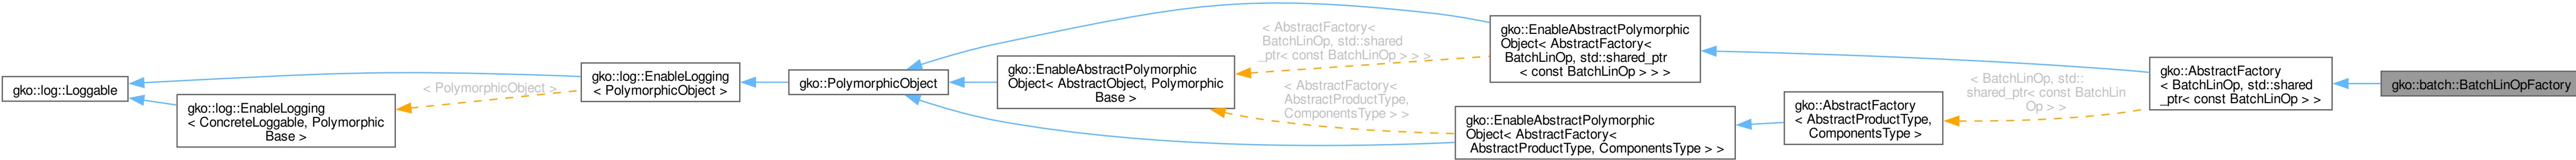 gko::log::Loggable
gko::log::EnableLogging
< ConcreteLoggable, Polymorphic
Base >
< PolymorphicObject >
gko::log::EnableLogging
< PolymorphicObject >
gko::PolymorphicObject
gko::EnableAbstractPolymorphic
Object< AbstractObject, Polymorphic
Base >
< AbstractFactory<
BatchLinOp, std::shared
_ptr< const BatchLinOp > > >
< AbstractFactory<
AbstractProductType,
ComponentsType > >
gko::EnableAbstractPolymorphic
Object< AbstractFactory<
BatchLinOp, std::shared_ptr
< const BatchLinOp > > >
gko::EnableAbstractPolymorphic
Object< AbstractFactory<
AbstractProductType, ComponentsType > >
gko::AbstractFactory
< AbstractProductType,
ComponentsType >
< BatchLinOp, std::
shared_ptr< const BatchLin
Op > >
gko::AbstractFactory
< BatchLinOp, std::shared
_ptr< const BatchLinOp > >
gko::batch::BatchLinOpFactory